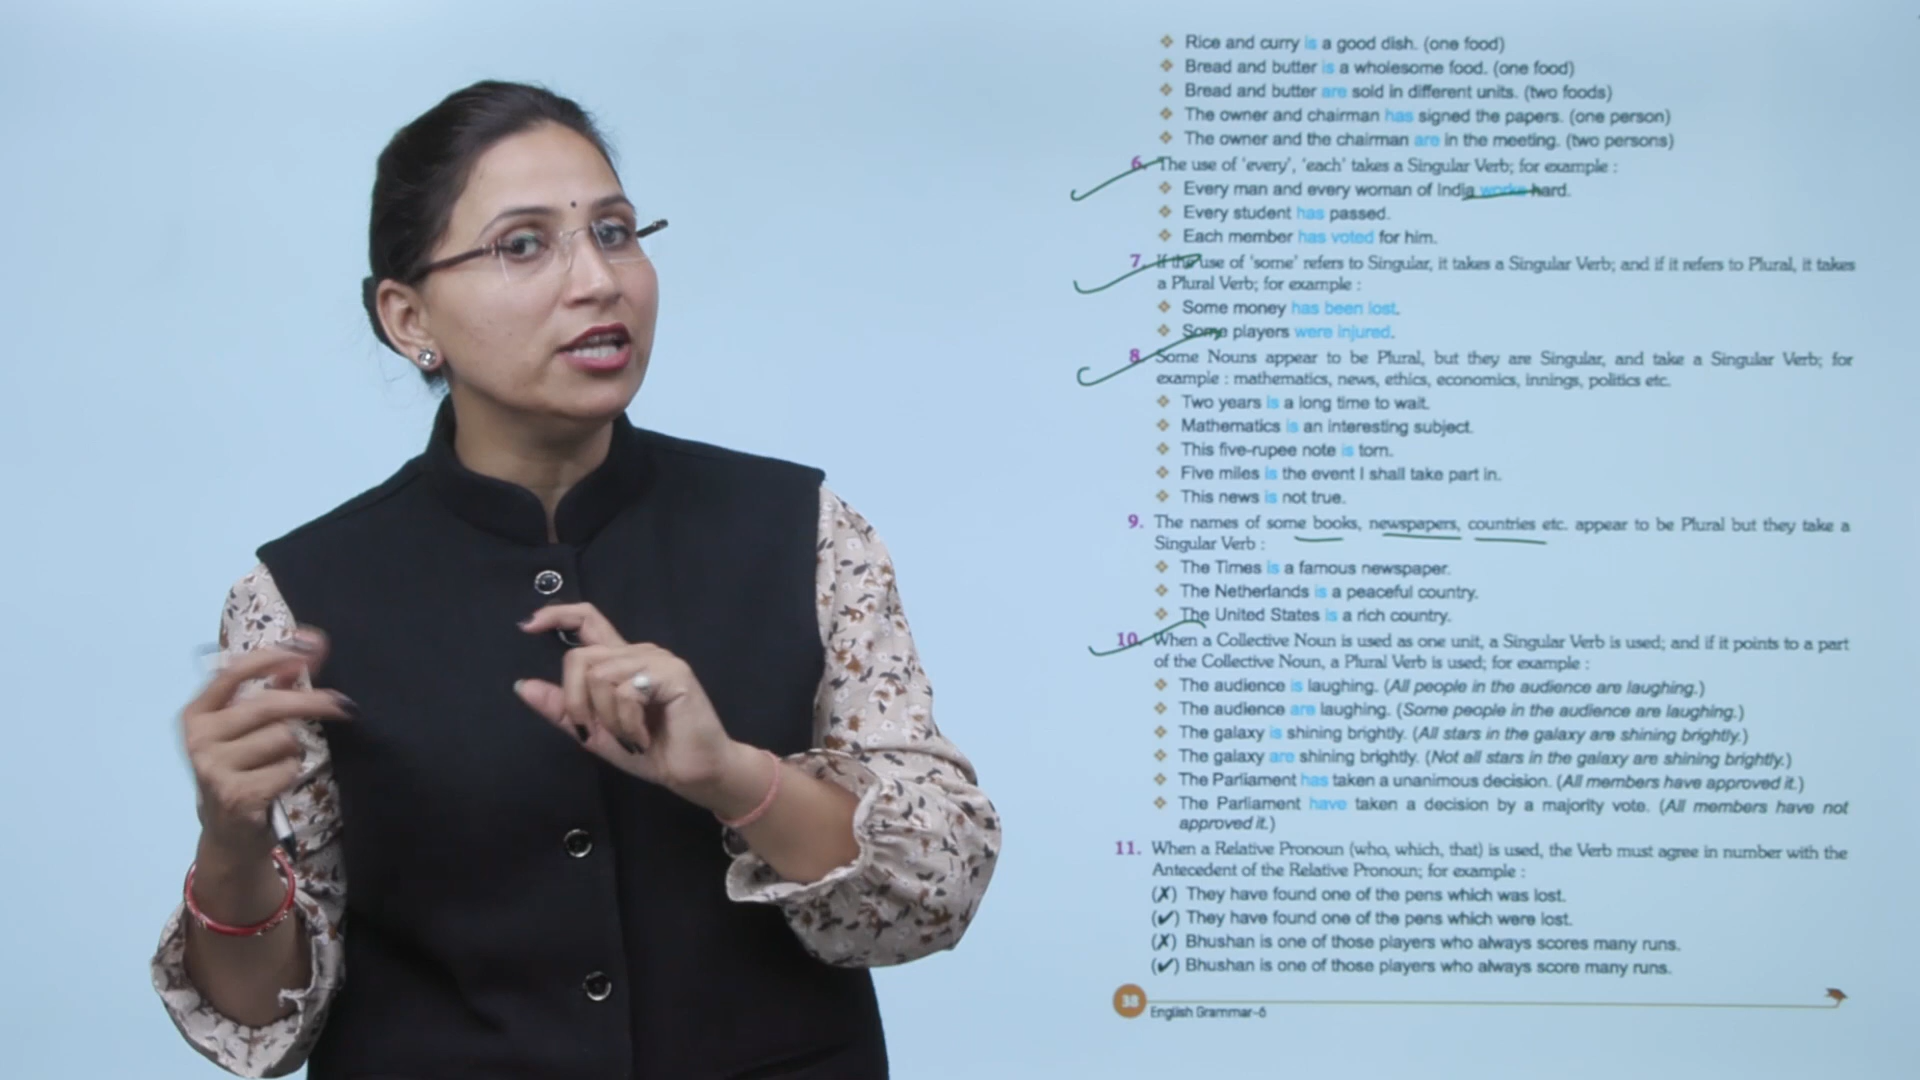 ❖ Rice and curry is a good dish. (one food)
❖ Bread and butter is a wholesome food. (one food)
❖ Bread and butter are sold in different units. (two foods)
❖ The owner and chairman has signed the papers. (one person)
❖ The owner and the chairman are in the meeting. (two persons)
6. The use of 'every', 'each' takes a Singular Verb; for example :
❖ Every man and every woman of India works hard.
❖ Every student has passed.
❖ Each member has voted for him.
7. If the use of 'some' refers to Singular, it takes a Singular Verb; and if it refers to Plural, it takes
a Plural Verb; for example :
❖ Some money has been lost.
❖ Some players were injured.
8. Some Nouns appear to be Plural, but they are Singular, and take a Singular Verb; for
example : mathematics, news, ethics, economics, innings, politics etc.
❖ Two years is a long time to wait.
❖ Mathematics is an interesting subject.
❖ This five-rupee note is torn.
❖ Five miles is the event I shall take part in.
❖ This news is not true.
9. The names of some books, newspapers, countries etc. appear to be Plural but they take a
Singular Verb :
❖ The Times is a famous newspaper.
❖ The Netherlands is a peaceful country.
❖ The United States is a rich country.
10. When a Collective Noun is used as one unit, a Singular Verb is used; and if it points to a part
of the Collective Noun, a Plural Verb is used; for example :
❖ The audience is laughing. (All people in the audience are laughing.)
❖ The audience are laughing. (Some people in the audience are laughing.)
❖ The galaxy is shining brightly. (All stars in the galaxy are shining brightly.)
❖ The galaxy are shining brightly. (Not all stars in the galaxy are shining brightly.)
❖ The Parliament has taken a unanimous decision. (All members have approved it.)
❖ The Parliament have taken a decision by a majority vote. (All members have not
approved it.)
11. When a Relative Pronoun (who, which, that) is used, the Verb must agree in number with the
Antecedent of the Relative Pronoun; for example :
(✗) They have found one of the pens which was lost.
(✔) They have found one of the pens which were lost.
(✗) Bhushan is one of those players who always scores many runs.
(✔) Bhushan is one of those players who always score many runs.
38
English Grammar-6